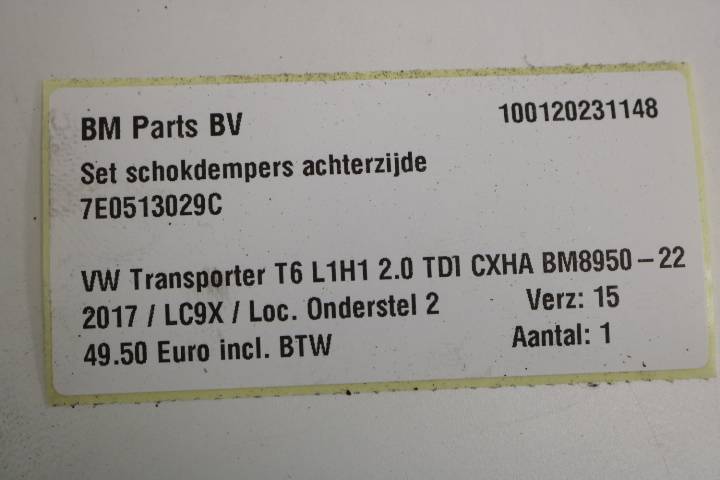 BM Parts BV 100120231148
Set schokdempers achterzijde
7E0513029C
VW Transporter T6 L1H1 2.0 TDI CXHA BM8950-22
2017 / LC9X / Loc. Onderstel 2 Verz: 15
49.50 Euro incl. BTW Aantal: 1